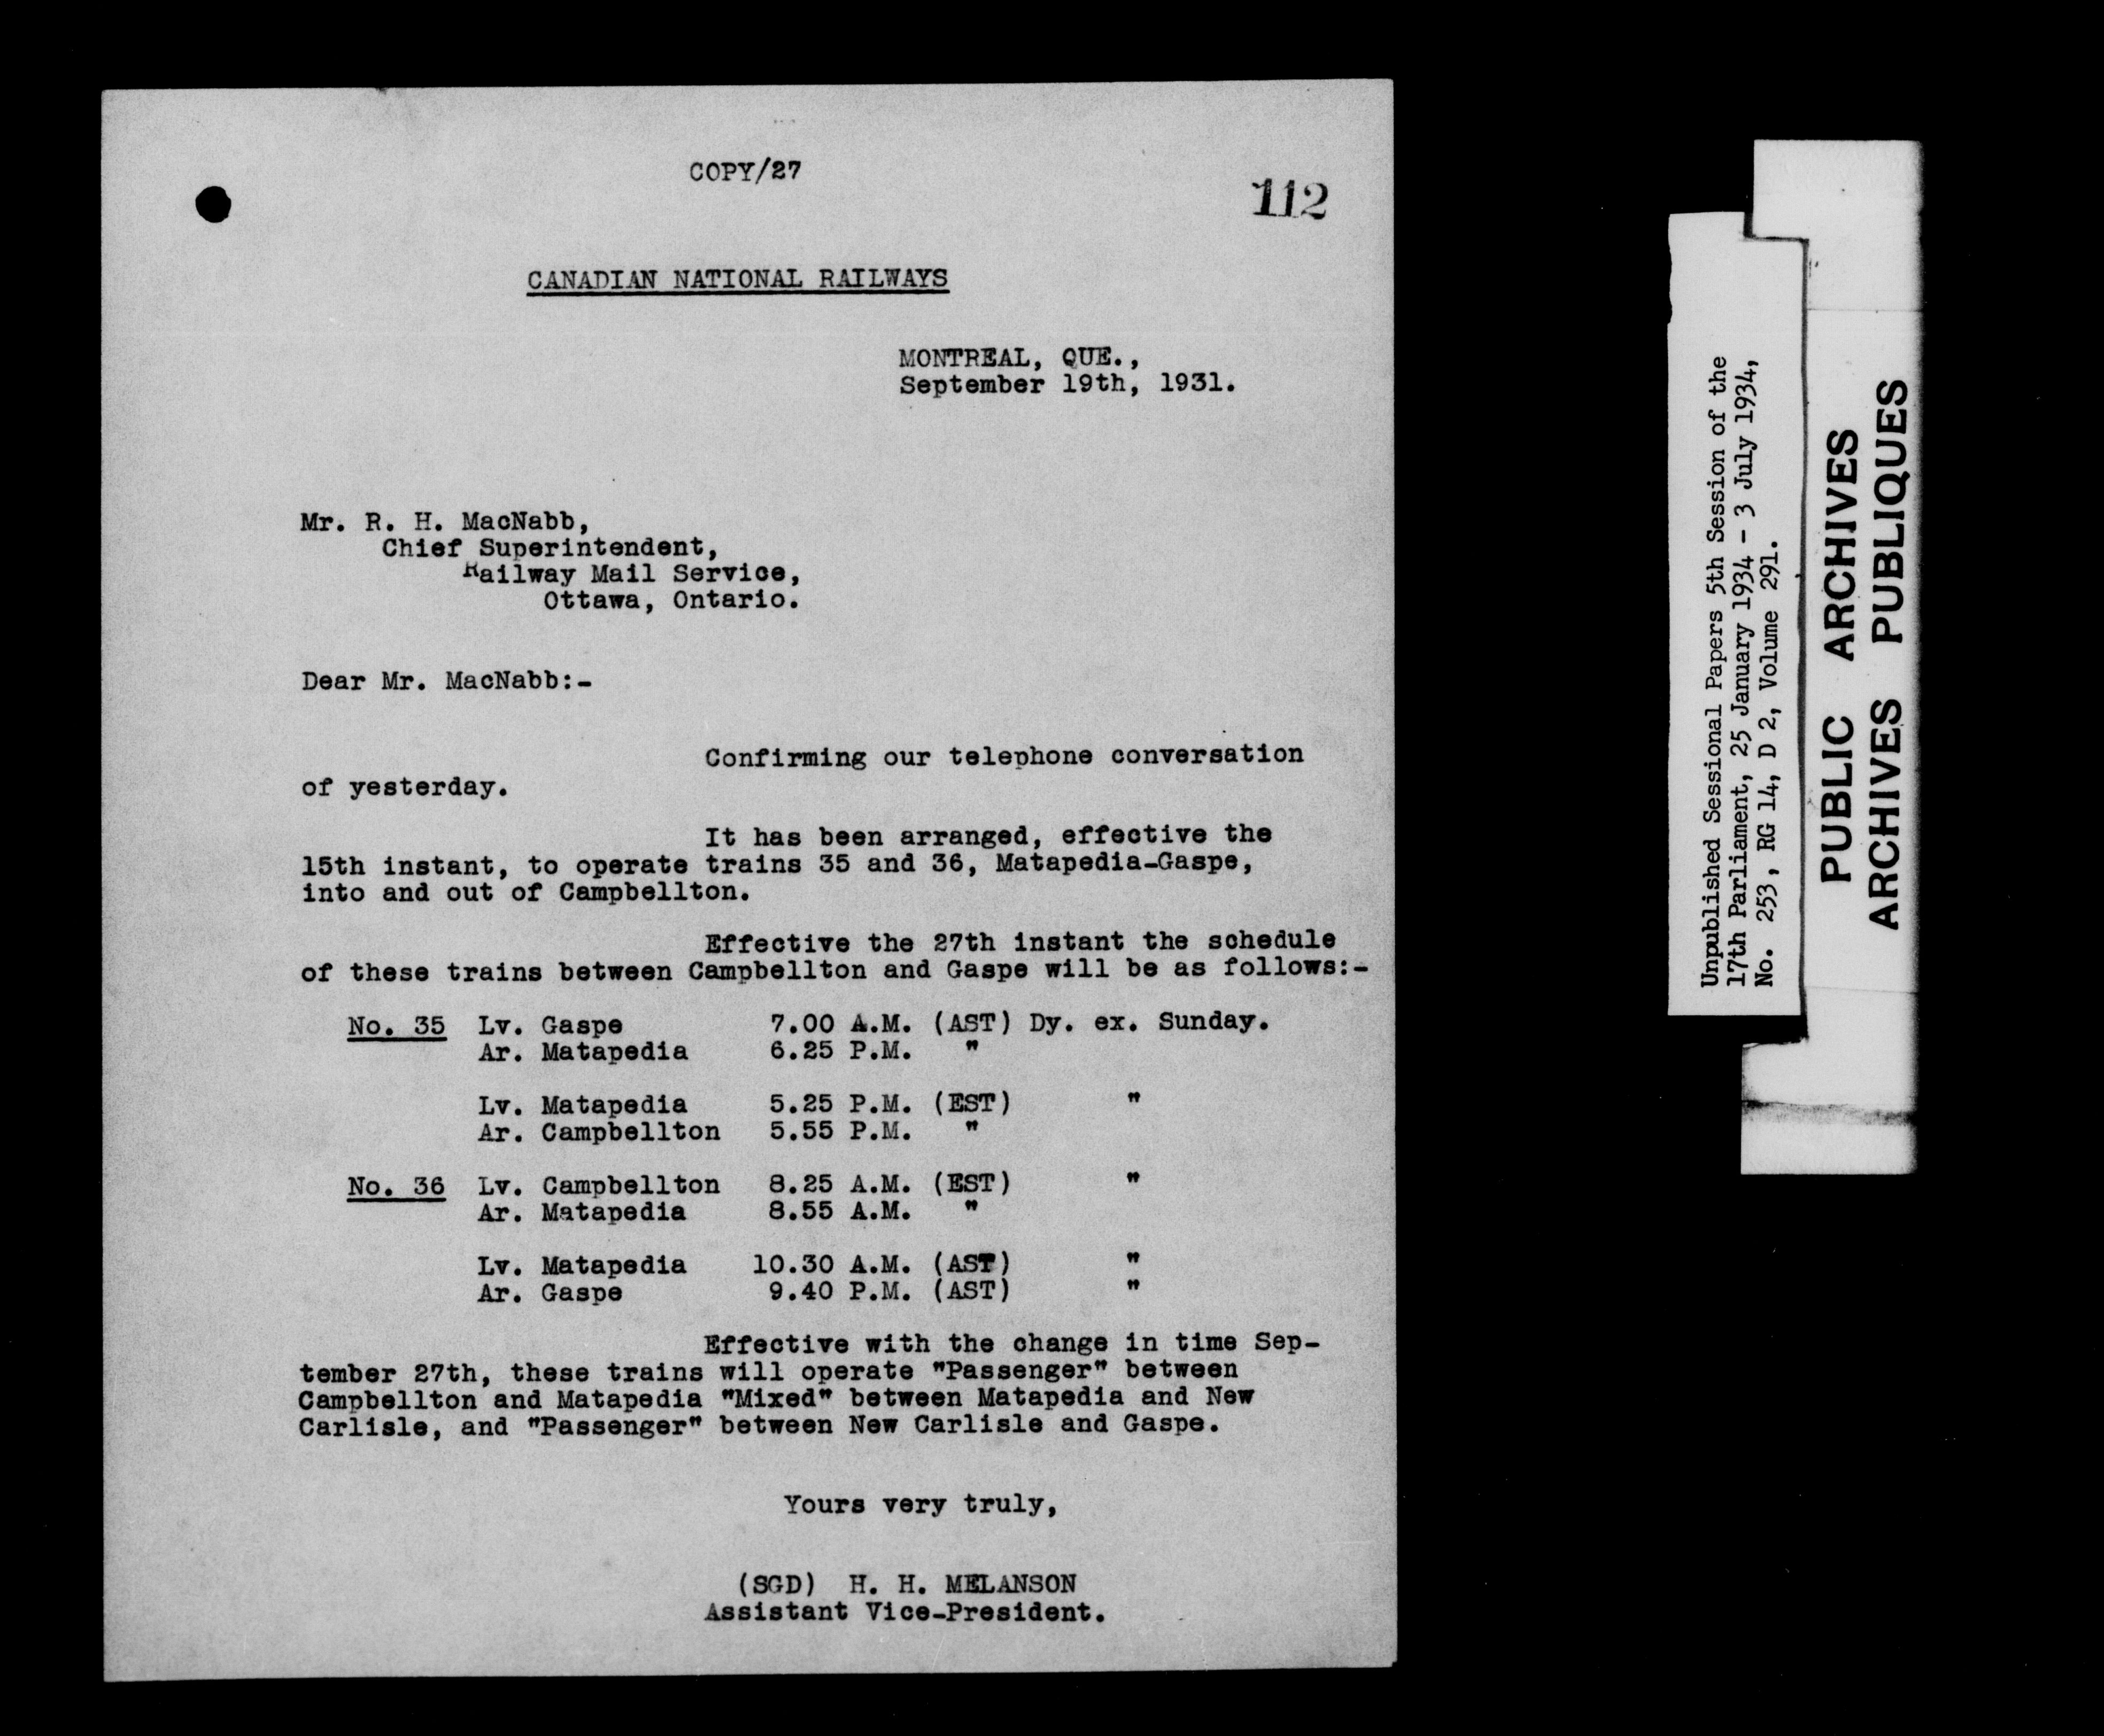 COPY/27
112
CANADIAN NATIONAL RAILWAYS
MONTREAL, QUE.,
September 19th, 1931.
Mr. R. H. MacNabb,
Chief Superintendent,
Railway Mail Service,
Ottawa, Ontario.
Dear Mr. MacNabb:-
Confirming our telephone conversation
of yesterday.
It has been arranged, effective the
15th instant, to operate trains 35 and 36, Matapedia-Gaspe,
into and out of Campbellton.
Effective the 27th instant the schedule
of these trains between Campbellton and Gaspe will be as follows:-
No. 35 Lv. Gaspe 7.00 A.M. (AST) Dy. ex. Sunday.
Ar. Matapedia 6.25 P.M. "
Lv. Matapedia 5.25 P.M. (EST) "
Ar. Campbellton 5.55 P.M. "
No. 36 Lv. Campbellton 8.25 A.M. (EST) "
Ar. Matapedia 8.55 A.M. "
Lv. Matapedia 10.30 A.M. (AST) "
Ar. Gaspe 9.40 P.M. (AST) "
Effective with the change in time Sep-
tember 27th, these trains will operate "Passenger" between
Campbellton and Matapedia "Mixed" between Matapedia and New
Carlisle, and "Passenger" between New Carlisle and Gaspe.
Yours very truly,
(SGD) H. H. MELANSON
Assistant Vice-President.
Unpublished Sessional Papers 5th Session of the
17th Parliament, 25 January 1934 - 3 July 1934,
No. 253, RG 14, D 2, Volume 291.
PUBLIC ARCHIVES
ARCHIVES PUBLIQUES